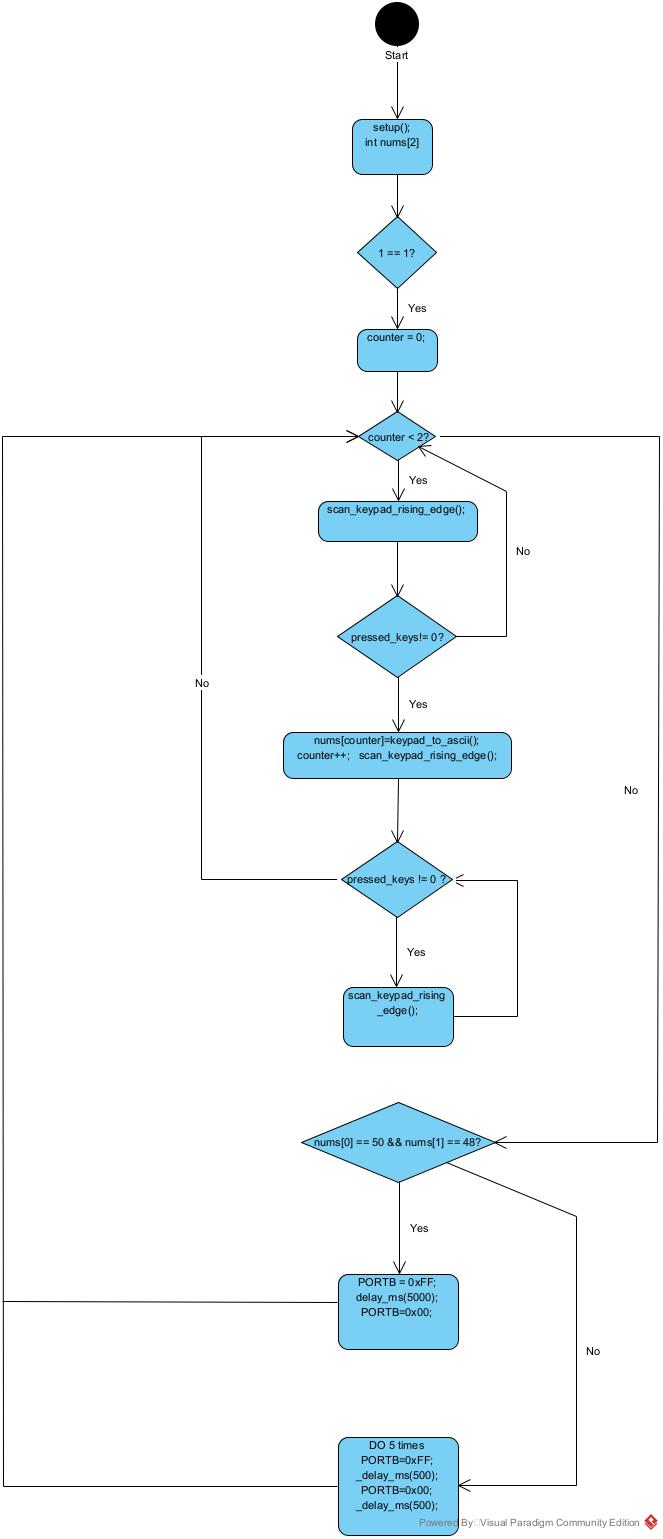 Start
setup();
int nums[2]
1 == 1?
Yes
counter = 0;
counter < 2?
Yes
scan_keypad_rising_edge();
No
pressed_keys!= 0?
No
Yes
nums[counter]=keypad_to_ascii();
counter++;   scan_keypad_rising_edge();
No
pressed_keys != 0 ?
Yes
scan_keypad_rising
_edge();
nums[0] == 50 && nums[1] == 48?
Yes
PORTB = 0xFF;
delay_ms(5000);
PORTB=0x00;
No
DO 5 times
PORTB=0xFF;
_delay_ms(500);
PORTB=0x00;
_delay_ms(500);
Powered By□Visual Paradigm Community Edition